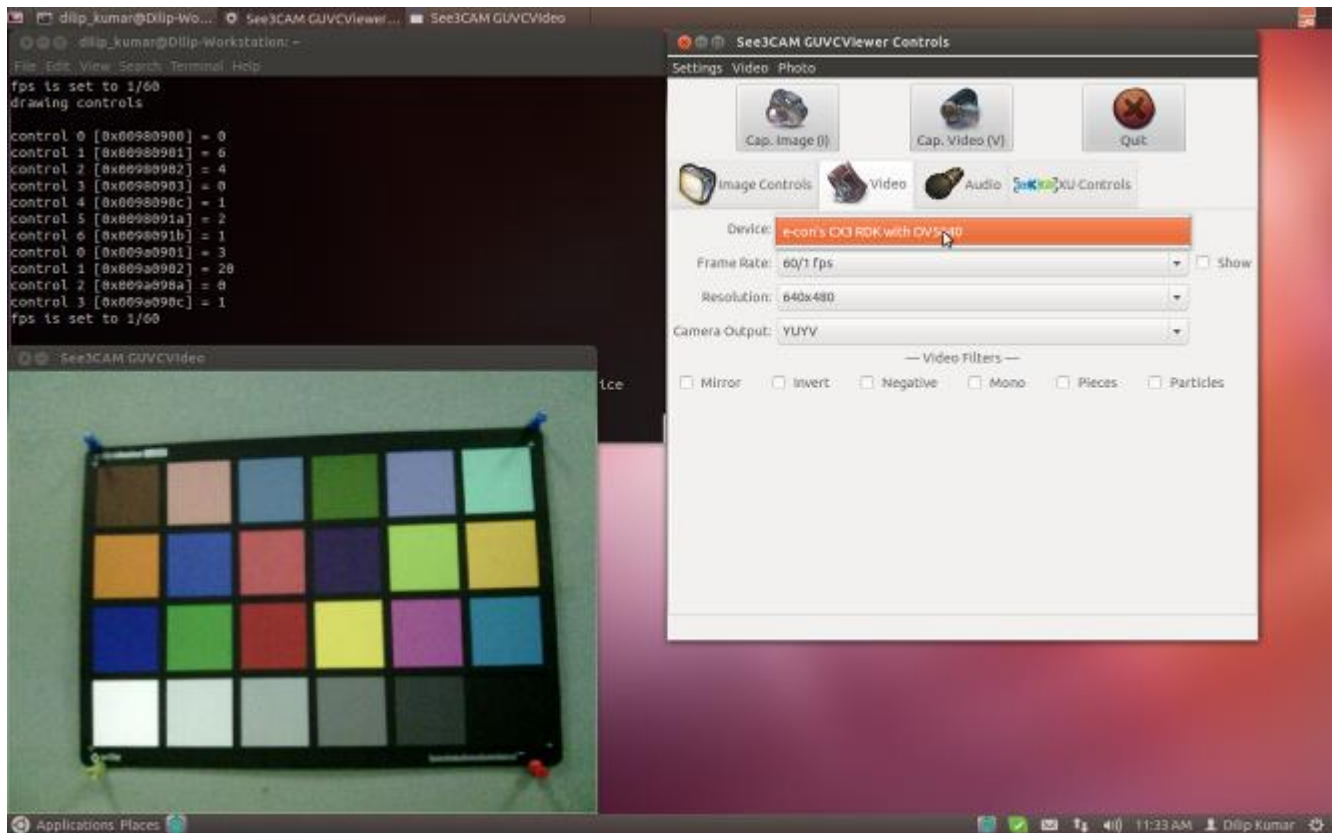 dilip_kumar@Dilip-Wo... See3CAM GUVCViewer... See3CAM GUVCVideo
dilip_kumar@Dilip-Workstation: ~
File Edit View Search Terminal Help
fps is set to 1/60
drawing controls
control 0 [0x00980900] = 0
control 1 [0x00980901] = 6
control 2 [0x00980902] = 4
control 3 [0x00980903] = 0
control 4 [0x0098090c] = 1
control 5 [0x0098091a] = 2
control 6 [0x0098091b] = 1
control 0 [0x009a0901] = 3
control 1 [0x009a0902] = 20
control 2 [0x009a090a] = 0
control 3 [0x009a090c] = 1
fps is set to 1/60
ice
See3CAM GUVCVideo
See3CAM GUVCViewer Controls
Settings Video Photo
Cap. Image (I) Cap. Video (V) Quit
Image Controls Video Audio XU Controls
Device: e-con's CX3 RDK with OV5640
Frame Rate: 60/1 fps Show
Resolution: 640x480
Camera Output: YUYV
— Video Filters —
Mirror Invert Negative Mono Pieces Particles
Applications Places 11:33 AM Dilip Kumar